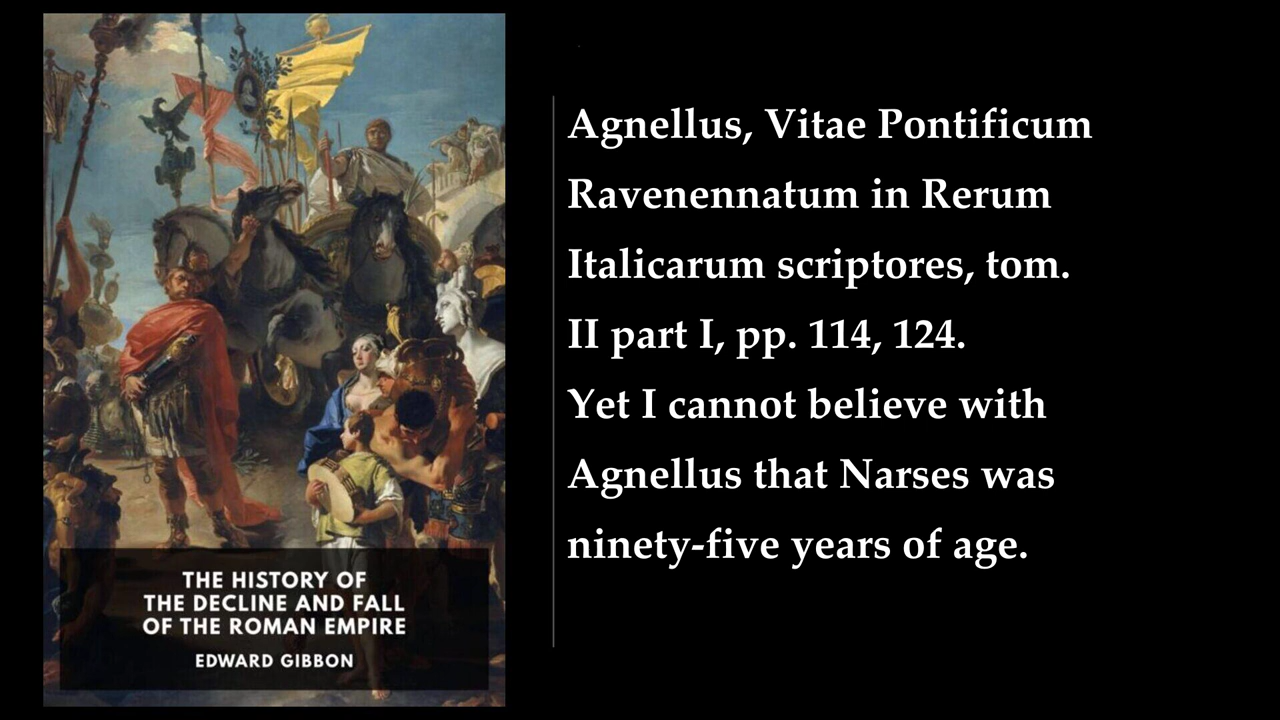 Agnellus, Vitae Pontificum
Ravenennatum in Rerum
Italicarum scriptores, tom.
II part I, pp. 114, 124.
Yet I cannot believe with
Agnellus that Narses was
ninety-five years of age.
THE HISTORY OF
THE DECLINE AND FALL
OF THE ROMAN EMPIRE
EDWARD GIBBON